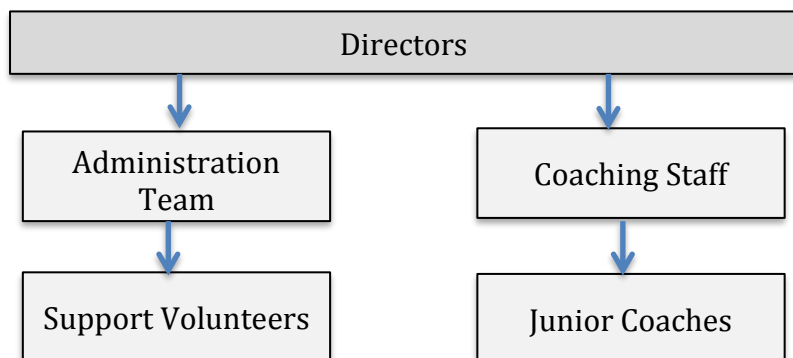 Directors
Administration
Team
Coaching Staff
Support Volunteers
Junior Coaches